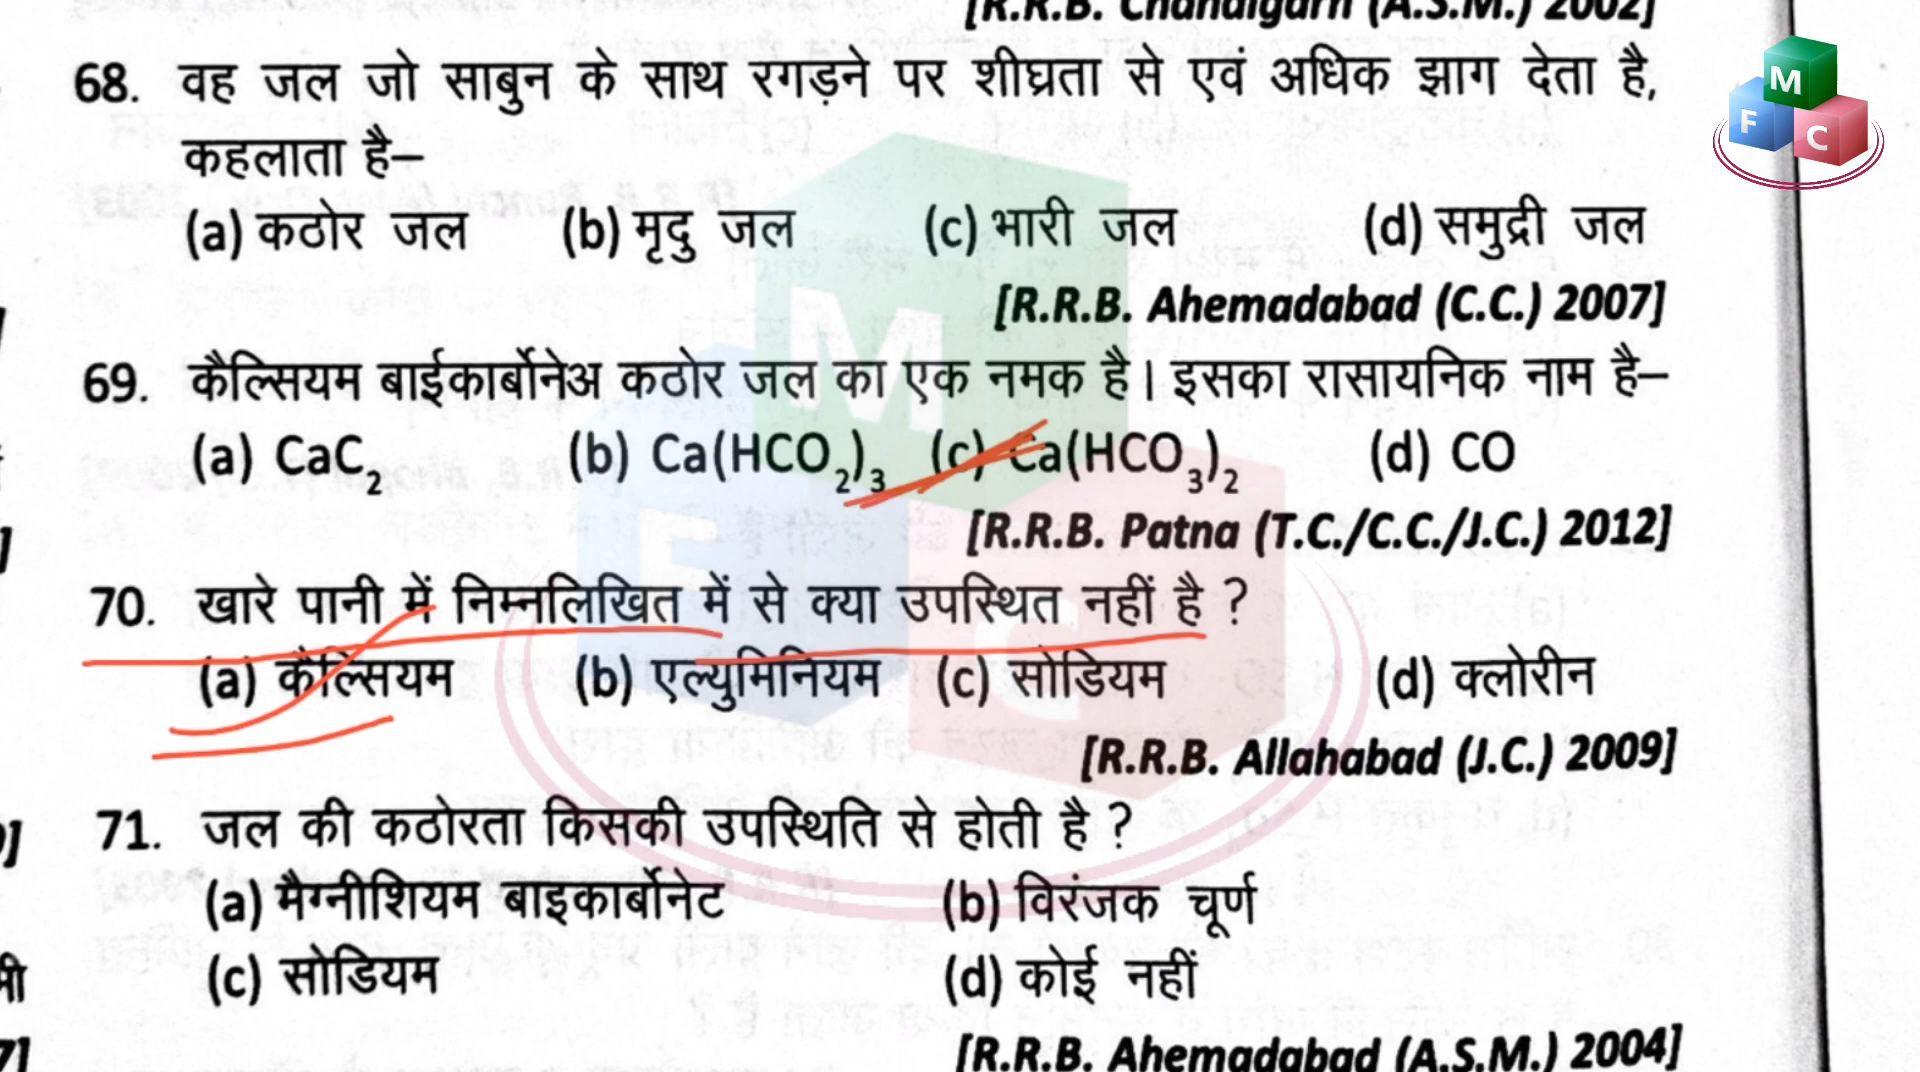 [R.R.B. Chandigarh (A.S.M.) 2002]
68. वह जल जो साबुन के साथ रगड़ने पर शीघ्रता से एवं अधिक झाग देता है,
कहलाता है–
(a) कठोर जल (b) मृदु जल (c) भारी जल (d) समुद्री जल
[R.R.B. Ahemadabad (C.C.) 2007]
69. कैल्सियम बाईकार्बोनेअ कठोर जल का एक नमक है। इसका रासायनिक नाम है–
(a) CaC₂ (b) Ca(HCO₂)₃ (c) Ca(HCO₃)₂ (d) CO
[R.R.B. Patna (T.C./C.C./J.C.) 2012]
70. खारे पानी में निम्नलिखित में से क्या उपस्थित नहीं है ?
(a) कैल्सियम (b) एल्युमिनियम (c) सोडियम (d) क्लोरीन
[R.R.B. Allahabad (J.C.) 2009]
71. जल की कठोरता किसकी उपस्थिति से होती है ?
(a) मैग्नीशियम बाइकार्बोनेट (b) विरंजक चूर्ण
(c) सोडियम (d) कोई नहीं
[R.R.B. Ahemadabad (A.S.M.) 2004]
M
F C
M
F C